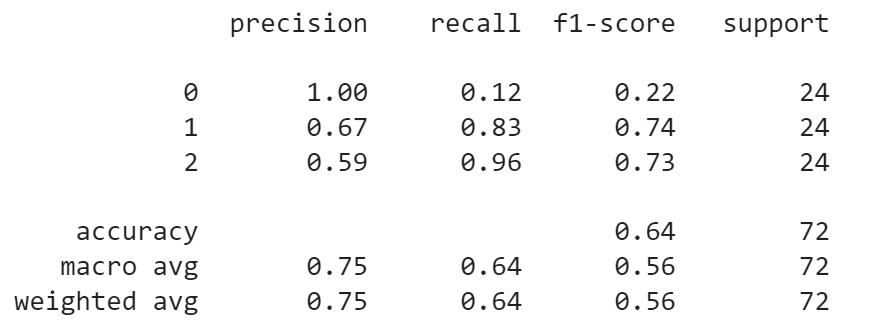 precision recall f1-score support
0 1.00 0.12 0.22 24
1 0.67 0.83 0.74 24
2 0.59 0.96 0.73 24
accuracy 0.64 72
macro avg 0.75 0.64 0.56 72
weighted avg 0.75 0.64 0.56 72